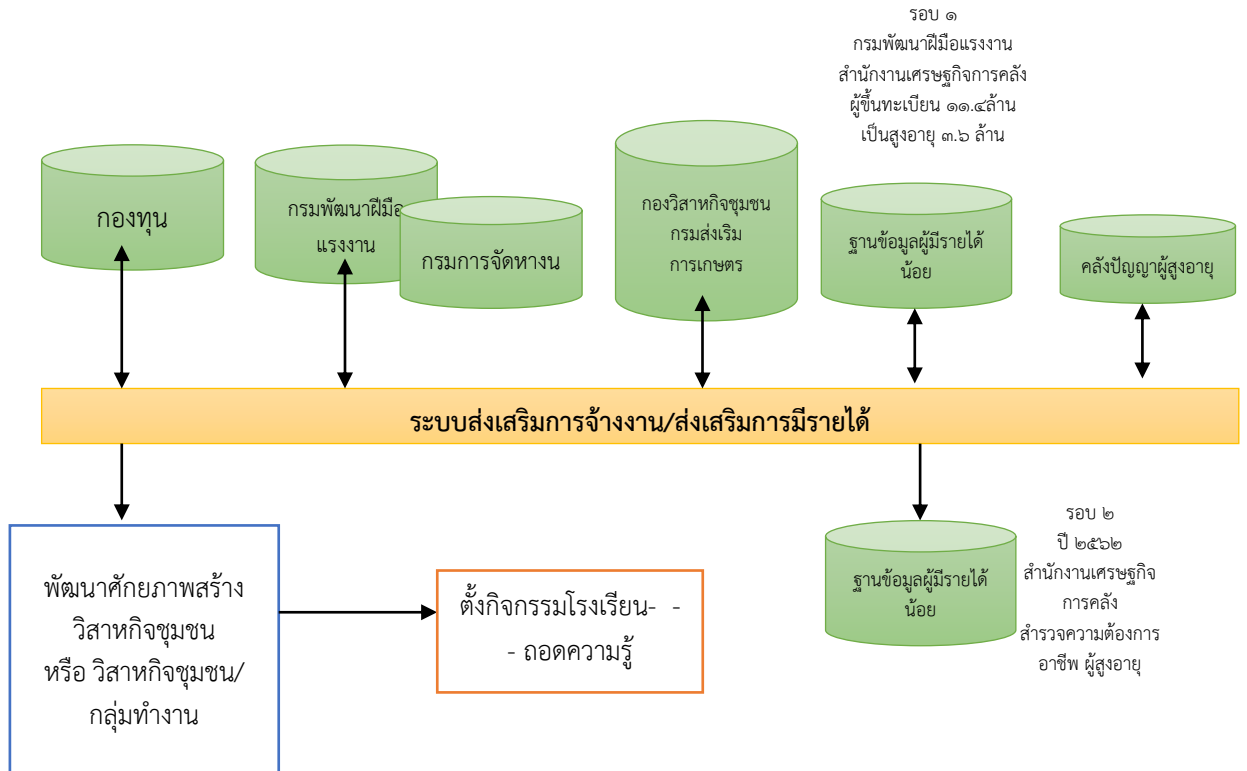 รอบ ๑
กรมพัฒนาฝีมือแรงงาน
สำนักงานเศรษฐกิจการคลัง
ผู้ขึ้นทะเบียน ๑๑.๔ล้าน
เป็นสูงอายุ ๓.๖ ล้าน
กองทุน
กรมพัฒนาฝีมือ
แรงงาน
กรมการจัดหางน
กองวิสาหกิจชุมชน
กรมส่งเริม
การเกษตร
ฐานข้อมูลผู้มีรายได้
น้อย
คลังปัญญาผู้สูงอายุ
ระบบส่งเสริมการจ้างงาน/ส่งเสริมการมีรายได้
พัฒนาศักยภาพสร้าง
วิสาหกิจชุมชน
หรือ วิสาหกิจชุมชน/
กลุ่มทำงาน
ตั้งกิจกรรมโรงเรียน- -
- ถอดความรู้
ฐานข้อมูลผู้มีรายได้
น้อย
รอบ ๒
ปี ๒๕๖๒
สำนักงานเศรษฐกิจ
การคลัง
สำรวจความต้องการ
อาชีพ ผู้สูงอายุ